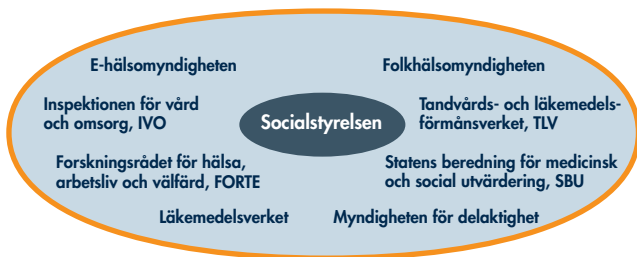 E-hälsomyndigheten
Folkhälsomyndigheten
Inspektionen för vård
och omsorg, IVO
Socialstyrelsen
Tandvårds- och läkemedels-
förmånsverket, TLV
Forskningsrådet för hälsa,
arbetsliv och välfärd, FORTE
Statens beredning för medicinsk
och social utvärdering, SBU
Läkemedelsverket
Myndigheten för delaktighet